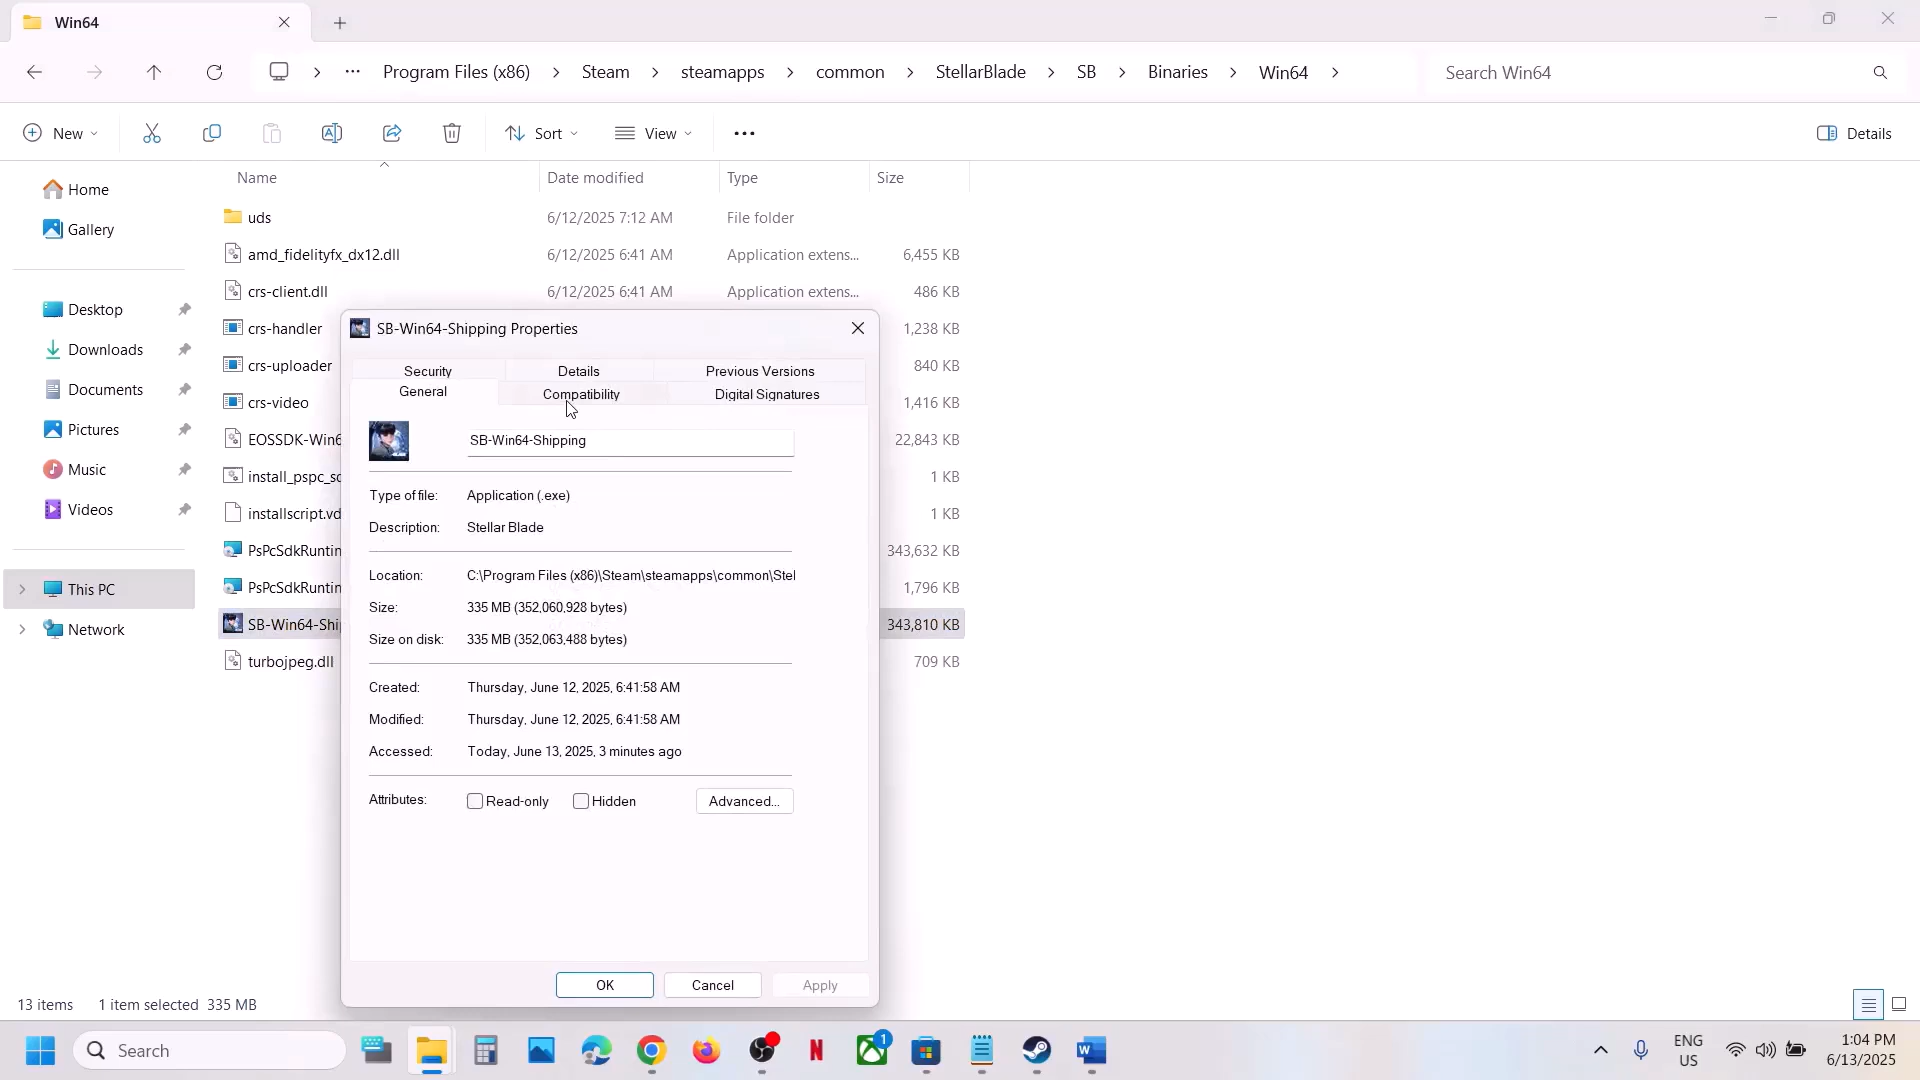 Win64
Program Files (x86) Steam steamapps common StellarBlade SB Binaries Win64
Search Win64
New
Sort
View
Details
Name Date modified Type Size
Home
Gallery
Desktop
Downloads
Documents
Pictures
Music
Videos
This PC
Network
uds 6/12/2025 7:12 AM File folder
amd_fidelityfx_dx12.dll 6/12/2025 6:41 AM Application extens... 6,455 KB
crs-client.dll 6/12/2025 6:41 AM Application extens... 486 KB
crs-handler 1,238 KB
crs-uploader 840 KB
crs-video 1,416 KB
EOSSDK-Win6 22,843 KB
install_pspc_sd 1 KB
installscript.vd 1 KB
PsPcSdkRuntin 343,632 KB
PsPcSdkRuntin 1,796 KB
SB-Win64-Shi 343,810 KB
turbojpeg.dll 709 KB
SB-Win64-Shipping Properties
Security Details Previous Versions
General Compatibility Digital Signatures
SB-Win64-Shipping
Type of file: Application (.exe)
Description: Stellar Blade
Location: C:\Program Files (x86)\Steam\steamapps\common\Stel
Size: 335 MB (352,060,928 bytes)
Size on disk: 335 MB (352,063,488 bytes)
Created: Thursday, June 12, 2025, 6:41:58 AM
Modified: Thursday, June 12, 2025, 6:41:58 AM
Accessed: Today, June 13, 2025, 3 minutes ago
Attributes: Read-only Hidden Advanced...
OK Cancel Apply
13 items 1 item selected 335 MB
Search
1
ENG
US
1:04 PM
6/13/2025